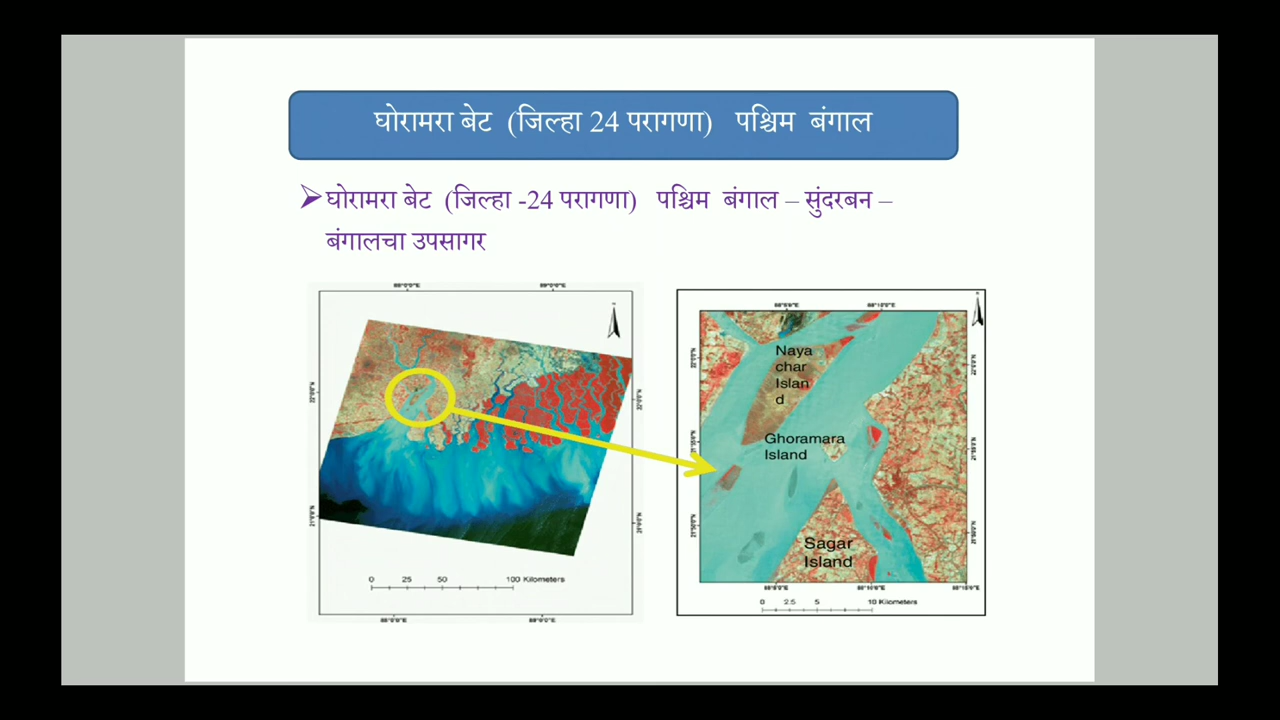 घोरामरा बेट (जिल्हा 24 परागणा) पश्चिम बंगाल
घोरामरा बेट (जिल्हा -24 परागणा) पश्चिम बंगाल – सुंदरबन –
बंगालचा उपसागर
0 25 50 100 Kilometers
Naya
char
Islan
d
Ghoramara
Island
Sagar
Island
0 2.5 5 10 Kilometers